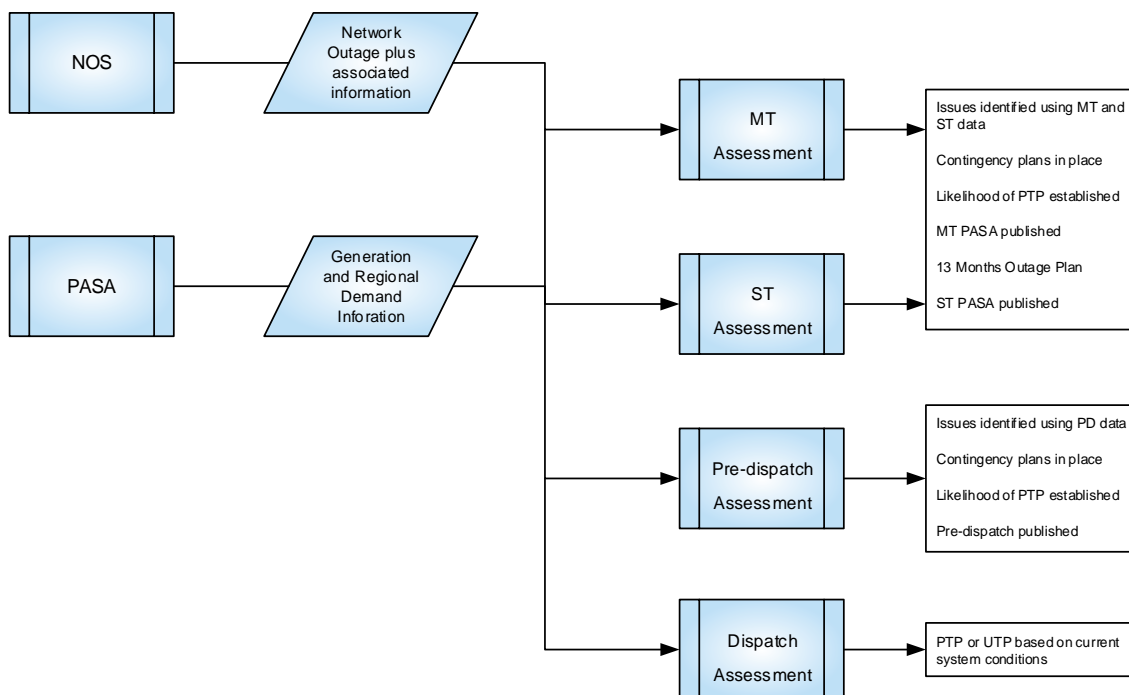 NOS
Network
Outage plus
associated
information
PASA
Generation
and Regional
Demand
Inforation
MT
Assessment
ST
Assessment
Pre-dispatch
Assessment
Dispatch
Assessment
Issues identified using MT and
ST data
Contingency plans in place
Likelihood of PTP established
MT PASA published
13 Months Outage Plan
ST PASA published
Issues identified using PD data
Contingency plans in place
Likelihood of PTP established
Pre-dispatch published
PTP or UTP based on current
system conditions